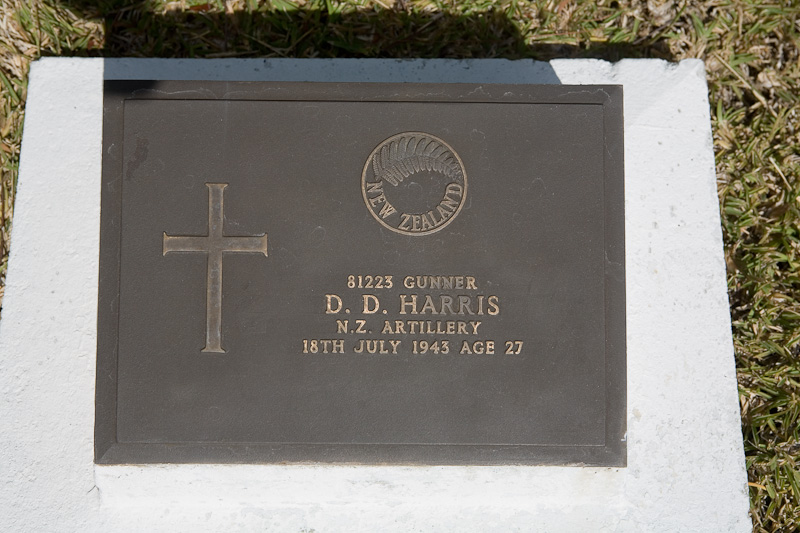 NEW ZEALAND
81223 GUNNER
D. D. HARRIS
N.Z. ARTILLERY
18TH JULY 1943 AGE 27